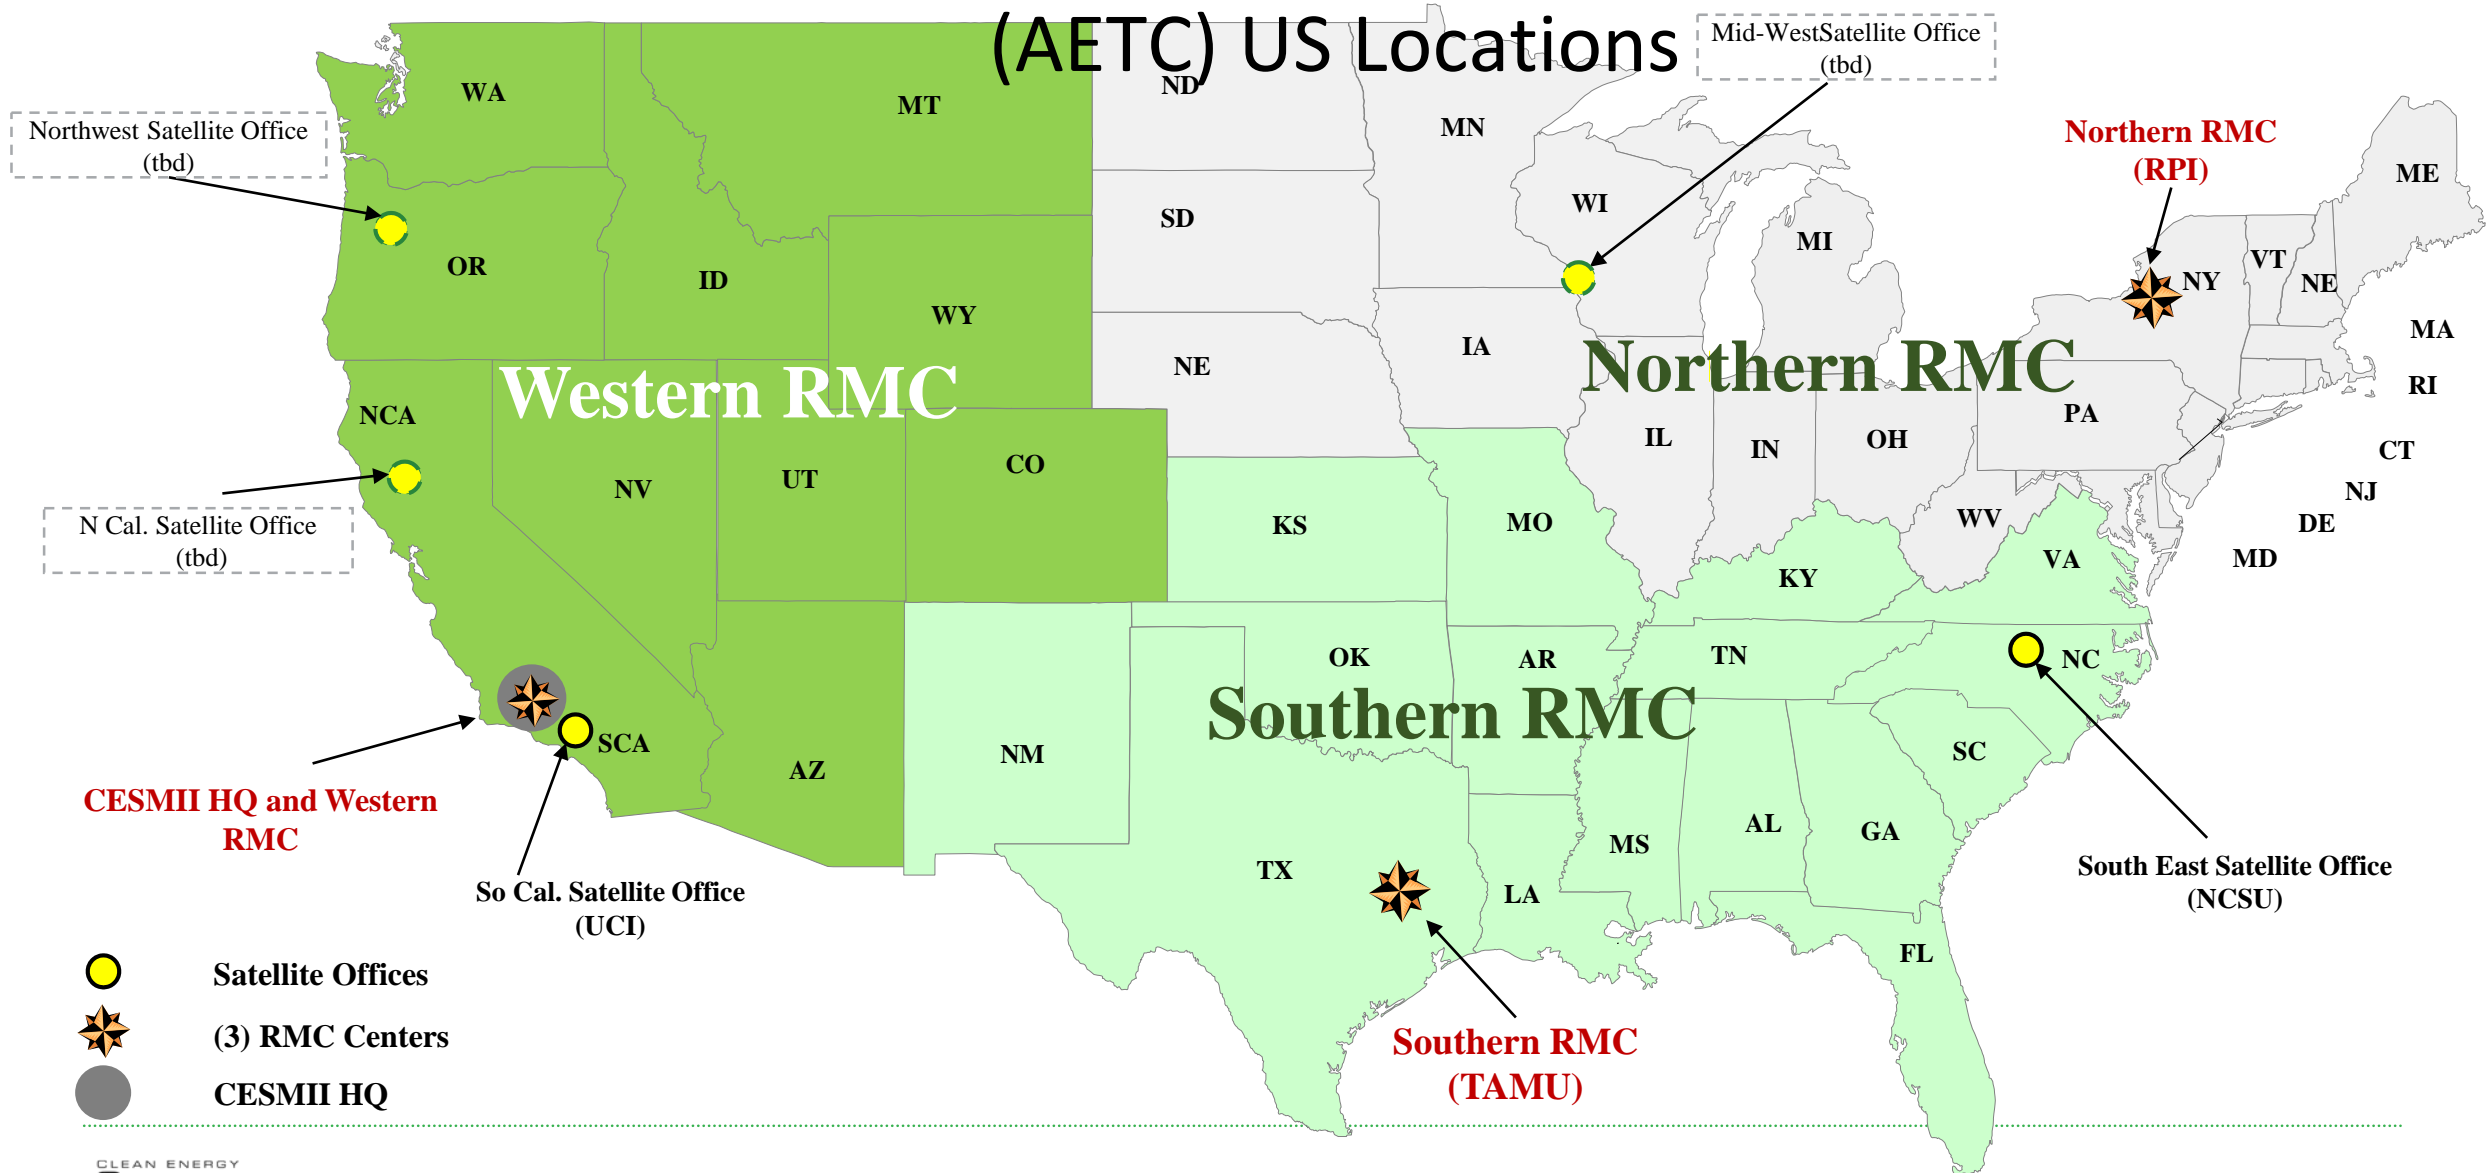 (AETC) US Locations
Mid-WestSatellite Office
(tbd)
Northwest Satellite Office
(tbd)
Northern RMC
(RPI)
WA
MT
ND
MN
ME
SD
WI
MI
OR
ID
VT
NY
NE
WY
MA
IA
NE
Western RMC
Northern RMC
RI
NCA
PA
IL
IN
OH
CT
UT
CO
NV
NJ
N Cal. Satellite Office
(tbd)
KS
MO
WV
DE
VA
MD
KY
OK
AR
TN
NC
Southern RMC
SCA
NM
SC
AZ
CESMII HQ and Western
RMC
AL
GA
MS
TX
LA
So Cal. Satellite Office
(UCI)
South East Satellite Office
(NCSU)
FL
Satellite Offices
(3) RMC Centers
Southern RMC
(TAMU)
CESMII HQ
CLEAN ENERGY